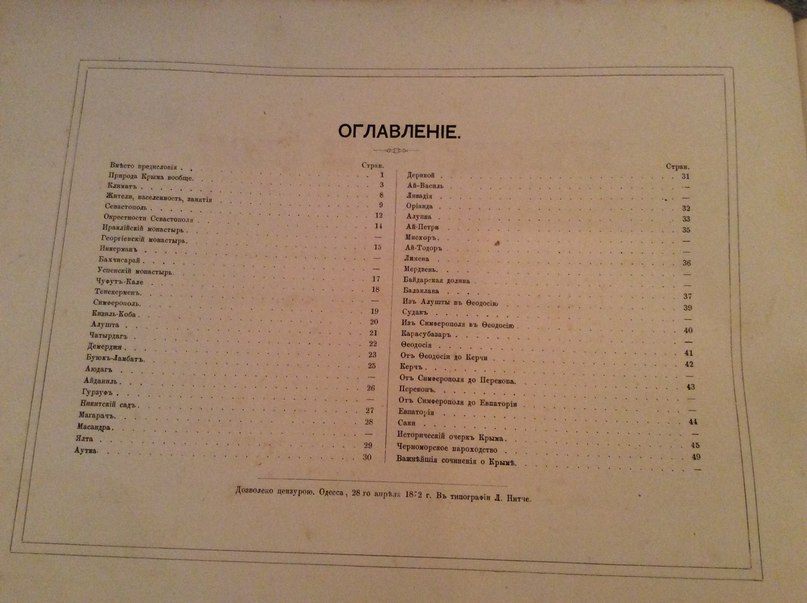 ОГЛАВЛЕНІЕ.
Стран.
Вмѣсто предисловія . . 1
Природа Крыма вообще. 3
Климатъ . 8
Жители, населенность, занятія 9
Севастополь . 12
Окрестности Севастополя 14
Ираклійскій монастырь . —
Георгіевскій монастырь. 15
Инкерманъ . —
Бахчисарай . —
Успенскій монастырь. 17
Чуфутъ-Кале 18
Тепекерменъ. —
Симферополь. 19
Кизиль-Коба . 20
Алушта . 21
Чатырдагъ . 22
Демерджи . 23
Буюкъ-Ламбатъ. 25
Аюдагъ . —
Айданиль . 26
Гурзуфъ . —
Никитскій садъ . 27
Магарачъ. 28
Масандра. —
Ялта . 29
Аутка. 30
Стран.
Дерикой . 31
Ай-Василь —
Ливадія . —
Оріанда . 32
Алупка . 33
Ай-Петри 35
Мисхоръ. —
Ай-Тодоръ —
Лимена . 36
Мердвень. —
Байдарская долина . —
Балаклава . 37
Изъ Алушты въ Ѳеодосію 39
Судакъ . —
Изъ Симферополя въ Ѳеодосію 40
Карасубазаръ . —
Ѳеодосія . 41
Отъ Ѳеодосіи до Керчи 42
Керчь . —
Отъ Симферополя до Перекопа. 43
Перекопъ. —
Отъ Симферополя до Евпаторіи —
Евпаторія 44
Саки . —
Историческій очеркъ Крыма . 45
Черноморское пароходство . 49
Важнѣйшія сочиненія о Крымѣ. —
Дозволено цензурою. Одесса, 28 го апрѣля 1872 г. Въ типографіи Л. Нитче.